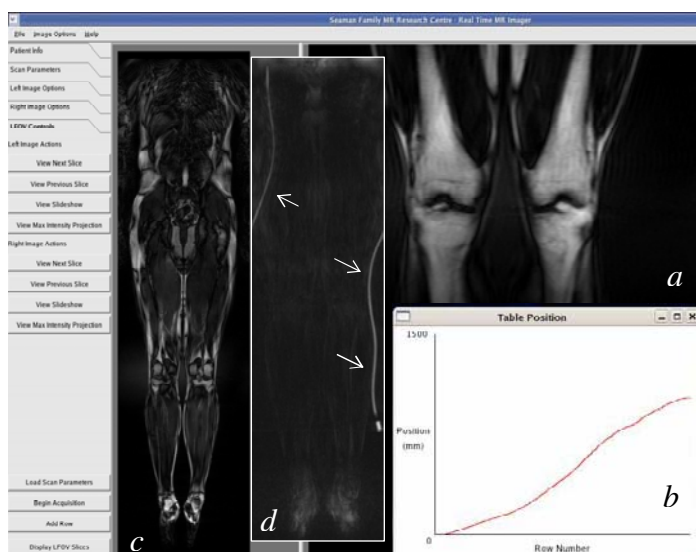 Seaman Family MR Research Centre - Real Time MR Imager
File Image Options Help
Patient Info
Scan Parameters
Left Image Options
Right Image Options
LFOV Controls
Left Image Actions
View Next Slice
View Previous Slice
View Slideshow
View Max Intensity Projection
Right Image Actions
View Next Slice
View Previous Slice
View Slideshow
View Max Intensity Projection
Load Scan Parameters
Begin Acquisition
Add Row
Display LFOV Slices
c
d
a
Table Position
1500
Position
(mm)
0
Row Number
b